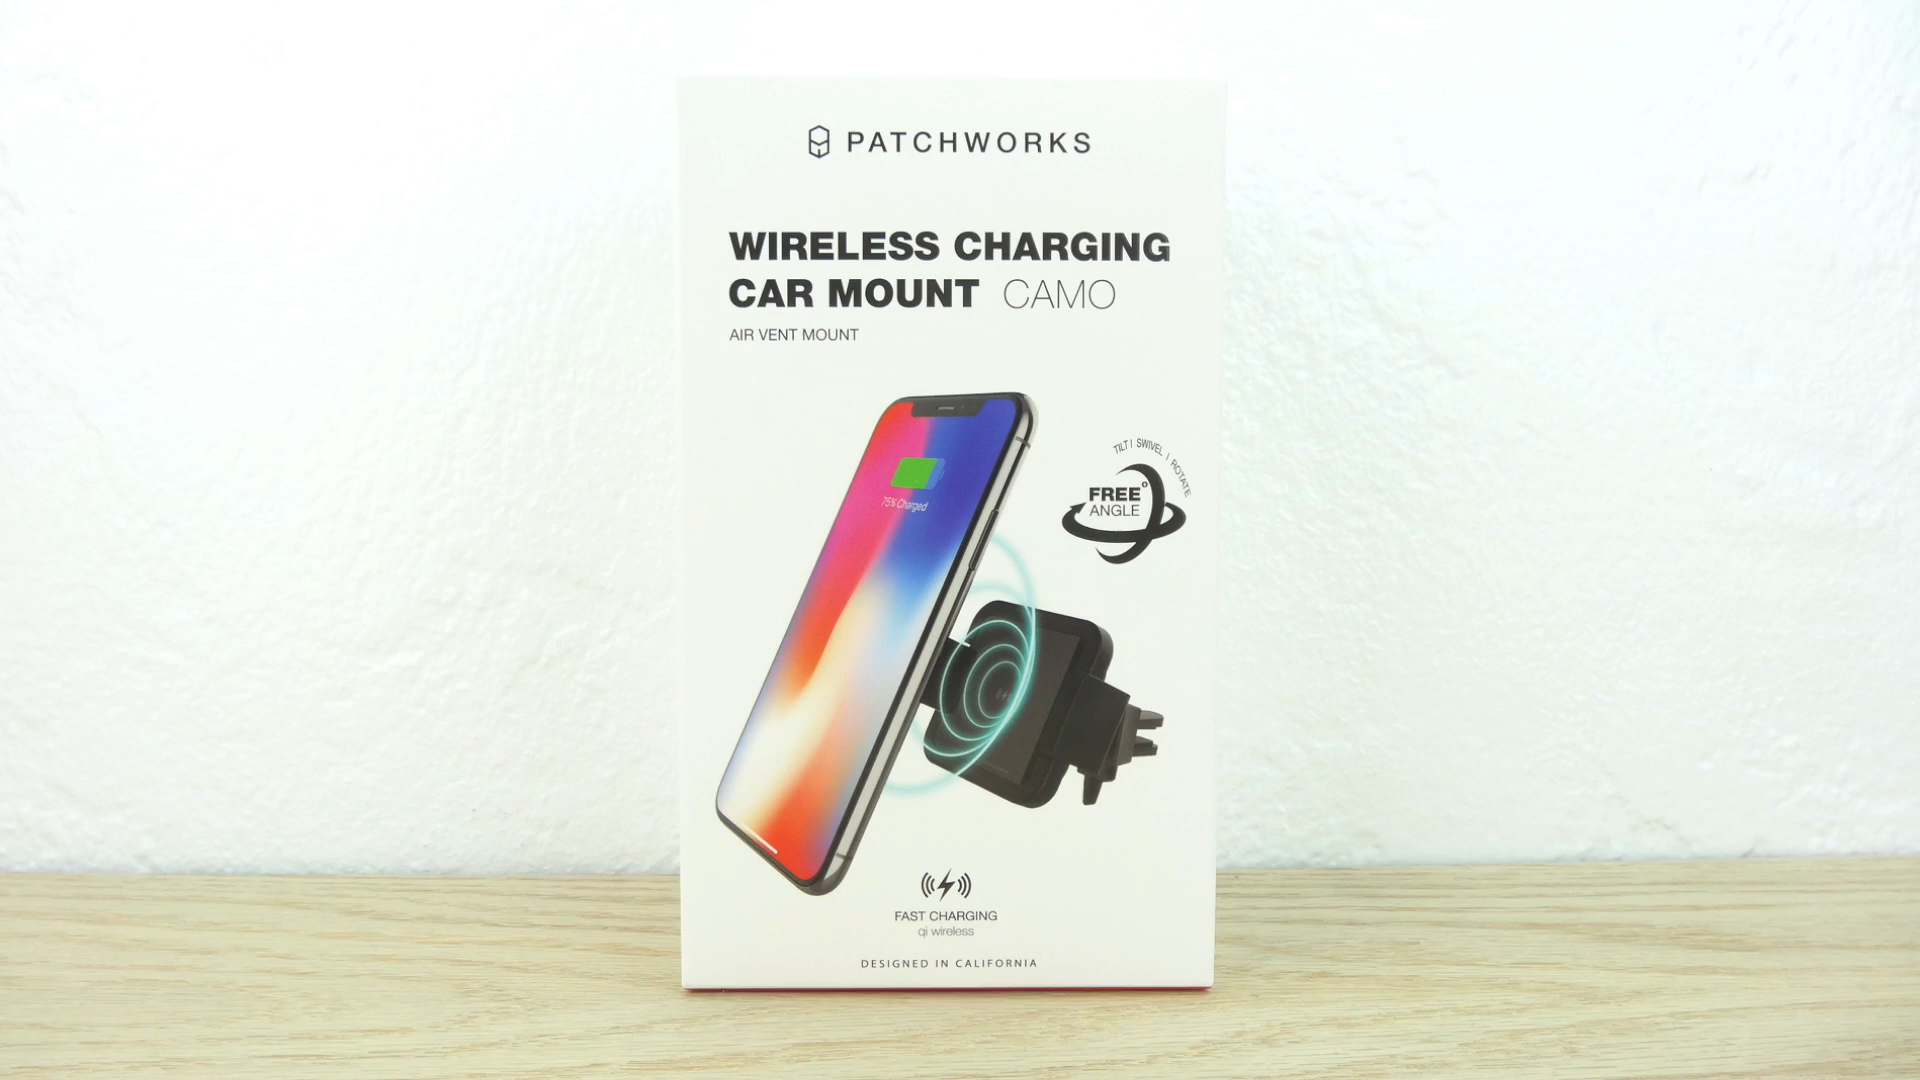 PATCHWORKS
WIRELESS CHARGING
CAR MOUNT CAMO
AIR VENT MOUNT
75% Charged
TILT | SWIVEL | ROTATE
FREE°
ANGLE
FAST CHARGING
qi wireless
DESIGNED IN CALIFORNIA